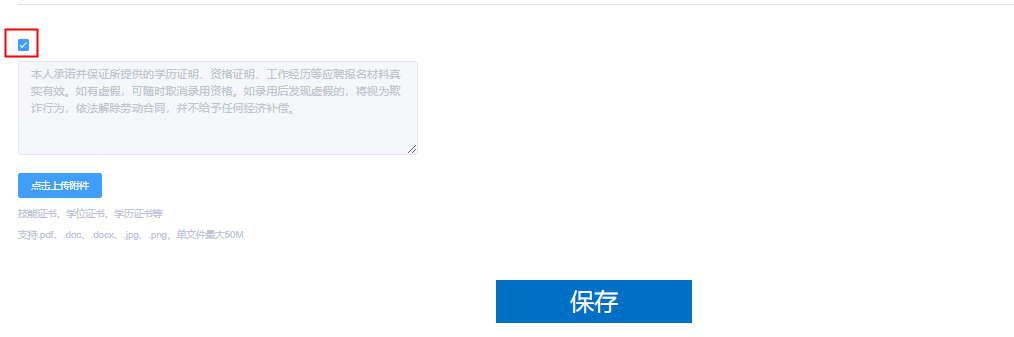 本人承诺并保证所提供的学历证明、资格证明、工作经历等应聘报名材料真
实有效。如有虚假，可随时取消录用资格。如录用后发现虚假的，将视为欺
诈行为，依法解除劳动合同，并不给予任何经济补偿。
点击上传附件
技能证书、学位证书、学历证书等
支持.pdf、.doc、.docx、.jpg、.png，单文件最大50M
保存